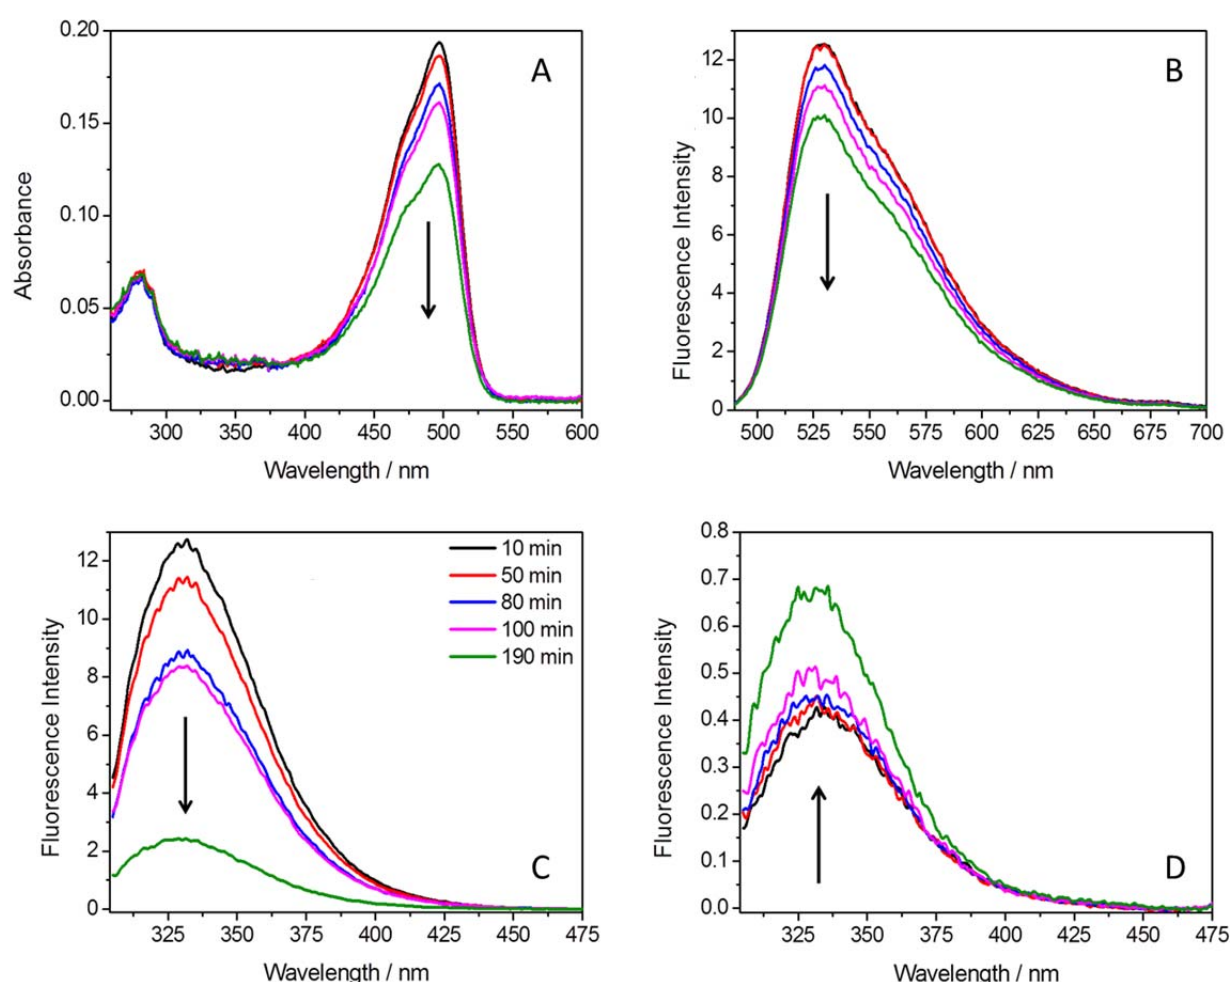 A
0.20
0.15
0.10
0.05
0.00
Absorbance
300 350 400 450 500 550 600
Wavelength / nm
B
12
10
8
6
4
2
0
Fluorescence Intensity
500 525 550 575 600 625 650 675 700
Wavelength / nm
12
10
8
6
4
2
0
Fluorescence Intensity
10 min
50 min
80 min
100 min
190 min
C
325 350 375 400 425 450 475
Wavelength / nm
0.8
0.7
0.6
0.5
0.4
0.3
0.2
0.1
0.0
Fluorescence Intensity
D
325 350 375 400 425 450 475
Wavelength / nm